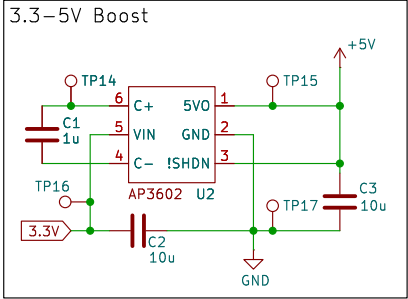 3.3-5V Boost
+5V
TP14
TP15
6 C+ 5VO 1
C1
1u
5 VIN GND 2
4 C- !SHDN 3
TP16
AP3602 U2
C3
10u
TP17
3.3V
C2
10u
GND